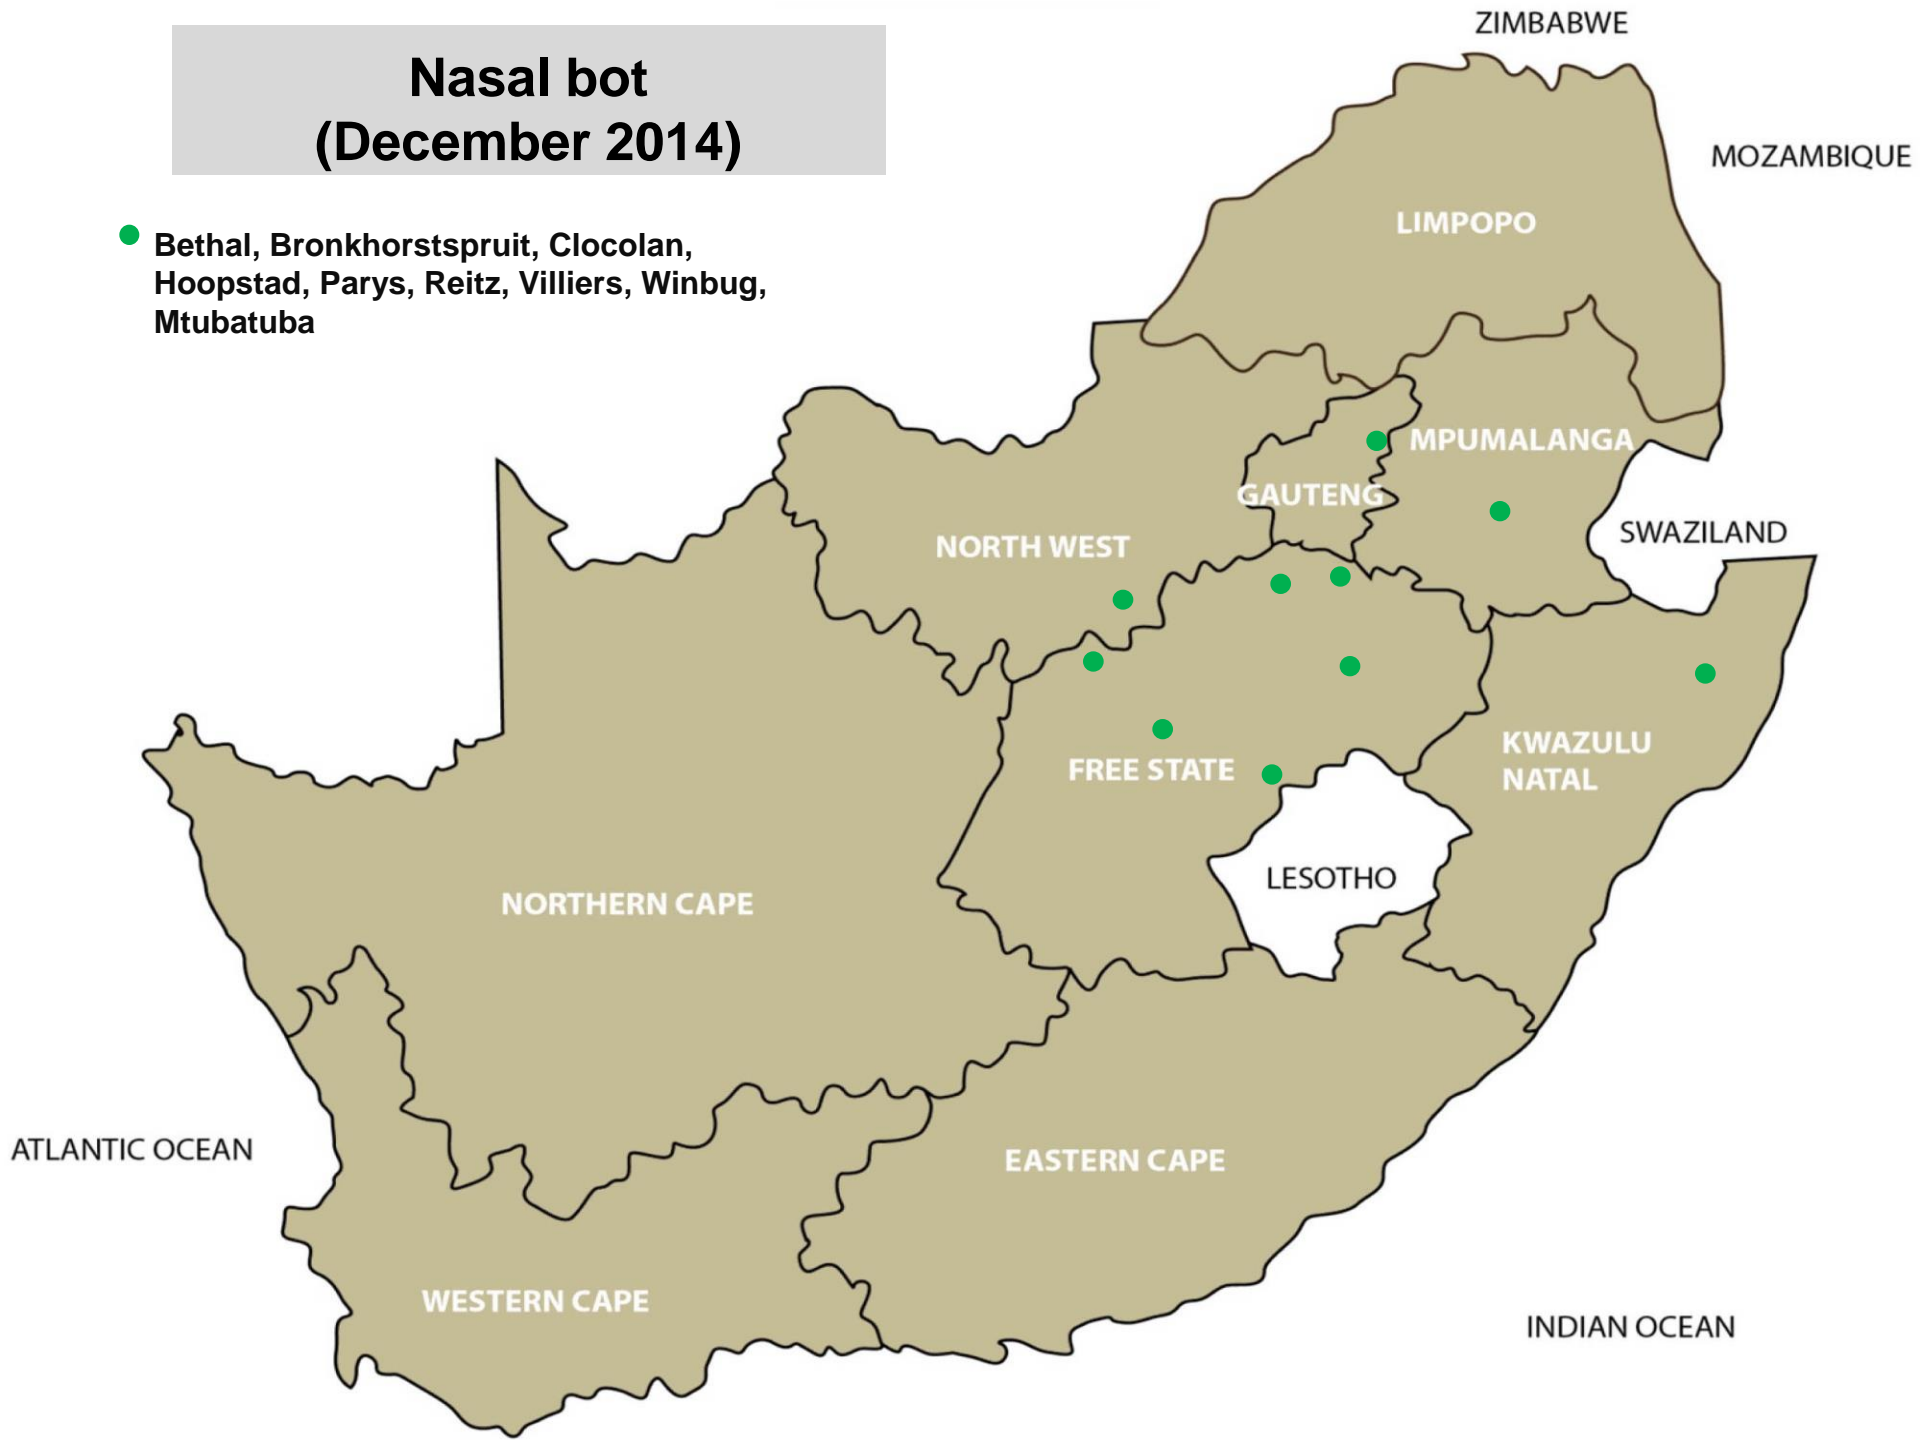 Nasal bot
(December 2014)
Bethal, Bronkhorstspruit, Clocolan,
Hoopstad, Parys, Reitz, Villiers, Winbug,
Mtubatuba
ZIMBABWE
MOZAMBIQUE
LIMPOPO
MPUMALANGA
GAUTENG
SWAZILAND
NORTH WEST
KWAZULU
NATAL
FREE STATE
LESOTHO
NORTHERN CAPE
ATLANTIC OCEAN
EASTERN CAPE
WESTERN CAPE
INDIAN OCEAN